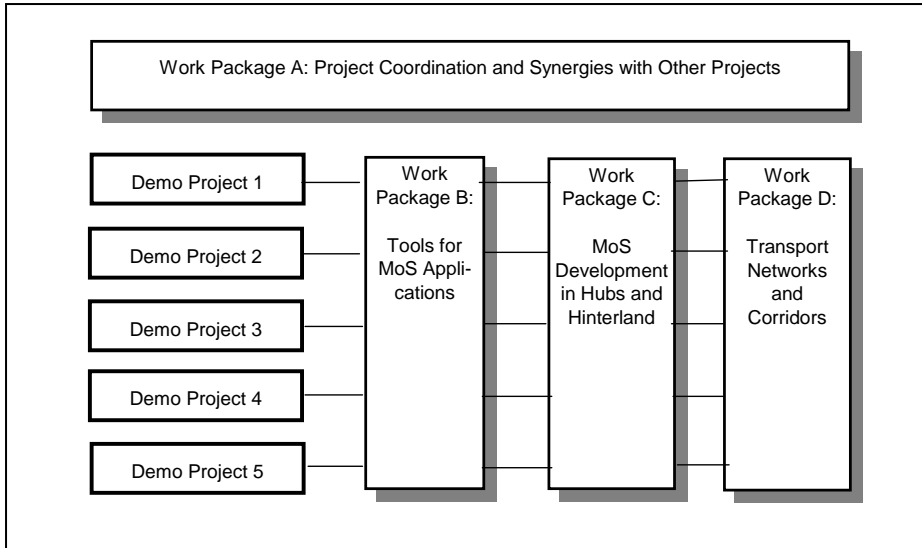 Work Package A: Project Coordination and Synergies with Other Projects
Demo Project 1
Demo Project 2
Demo Project 3
Demo Project 4
Demo Project 5
Work
Package B:
Tools for
MoS Appli-
cations
Work
Package C:
MoS
Development
in Hubs and
Hinterland
Work
Package D:
Transport
Networks
and
Corridors